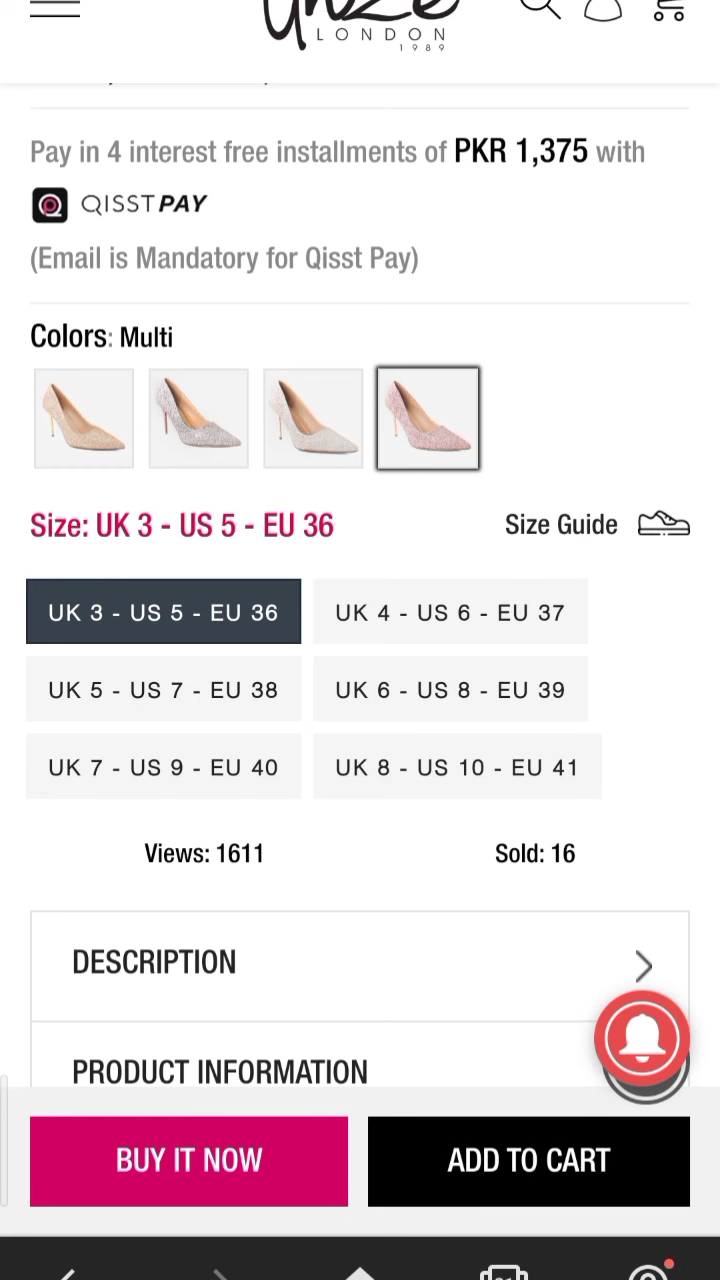 LONDON
1989
Pay in 4 interest free installments of PKR 1,375 with
QISST PAY
(Email is Mandatory for Qisst Pay)
Colors: Multi
Size: UK 3 - US 5 - EU 36
Size Guide
UK 3 - US 5 - EU 36
UK 4 - US 6 - EU 37
UK 5 - US 7 - EU 38
UK 6 - US 8 - EU 39
UK 7 - US 9 - EU 40
UK 8 - US 10 - EU 41
Views: 1611
Sold: 16
DESCRIPTION
PRODUCT INFORMATION
BUY IT NOW
ADD TO CART